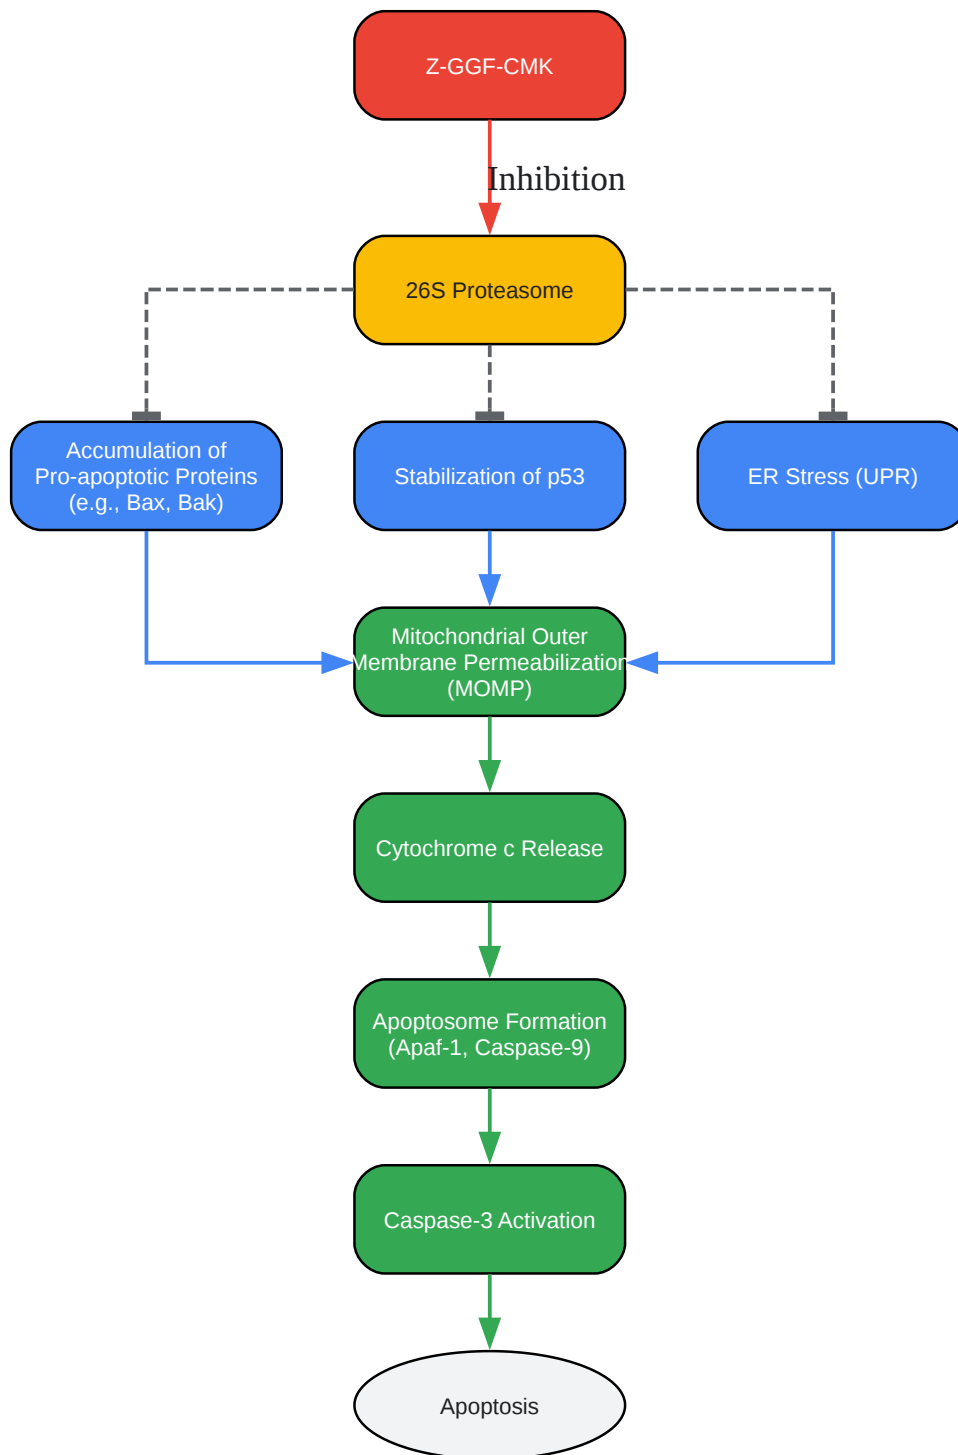 Z-GGF-CMK
Inhibition
26S Proteasome
Accumulation of
Pro-apoptotic Proteins
(e.g., Bax, Bak)
Stabilization of p53
ER Stress (UPR)
Mitochondrial Outer
Membrane Permeabilization
(MOMP)
Cytochrome c Release
Apoptosome Formation
(Apaf-1, Caspase-9)
Caspase-3 Activation
Apoptosis